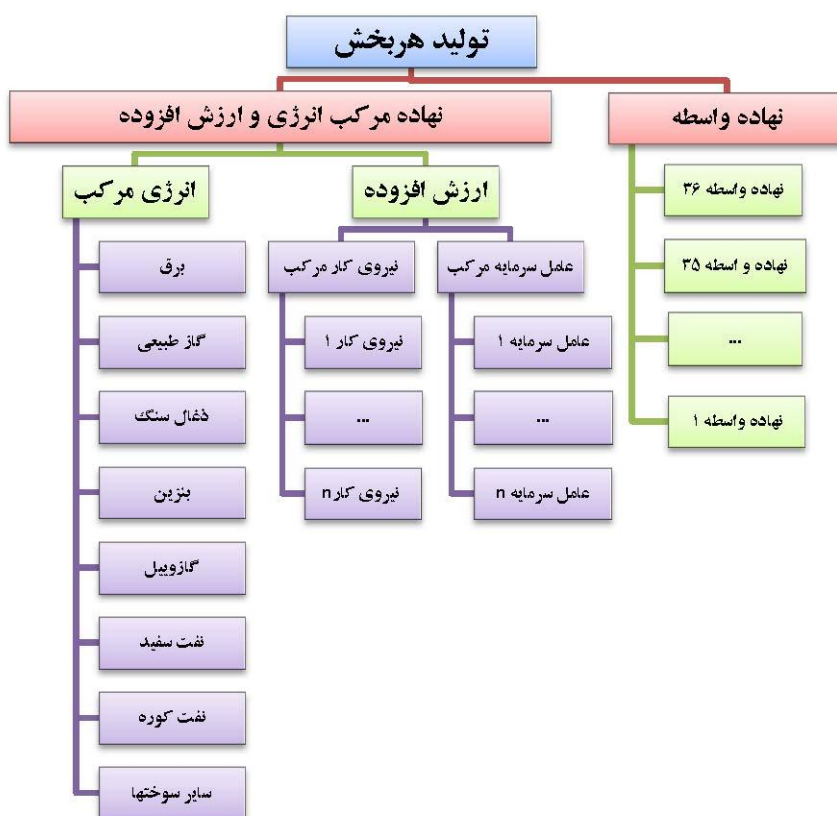 تولید هربخش
نهاده واسطه
نهاده مرکب انرژی و ارزش افزوده
نهاده واسطه ۳۶
نهاده و اسطه ۳۵
...
نهاده واسطه ۱
ارزش افزوده
انرژی مرکب
عامل سرمایه مرکب
عامل سرمایه ۱
...
عامل سرمایه n
نیروی کار مرکب
نیروی کار ۱
...
نیروی کار n
برق
گاز طبیعی
ذغال سنگ
بنزین
گازوییل
نفت سفید
نفت کوره
سایر سوختها